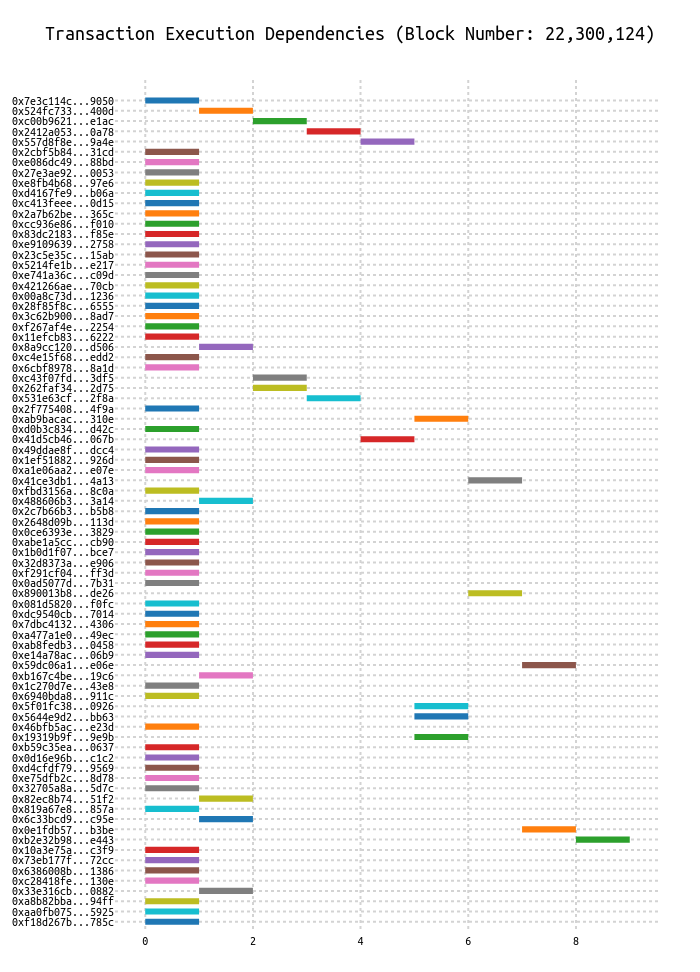 Transaction Execution Dependencies (Block Number: 22,300,124)
0x7e3c114c...9050
0x524fc733...400d
0xc00b9621...e1ac
0x2412a053...0a78
0x557d8f8e...9a4e
0x2cbf5b84...31cd
0xe086dc49...88bd
0x27e3ae92...0053
0xe8fb4b68...97e6
0xd4167fe9...b06a
0xc413feee...0d15
0x2a7b62be...365c
0xcc936e86...f010
0x83dc2183...f85e
0xe9109639...2758
0x23c5e35c...15ab
0x5214fe1b...e217
0xe741a36c...c09d
0x421266ae...70cb
0x00a8c73d...1236
0x28f85f8c...6555
0x3c62b900...8ad7
0xf267af4e...2254
0x11efcb83...6222
0x8a9cc120...d506
0xc4e15f68...edd2
0x6cbf8978...8a1d
0xc43f07fd...3df5
0x262faf34...2d75
0x531e63cf...2f8a
0x2f775408...4f9a
0xab9bacac...310e
0xd0b3c834...d42c
0x41d5cb46...067b
0x49ddae8f...dcc4
0x1ef51882...926d
0xa1e06aa2...e07e
0x41ce3db1...4a13
0xfbd3156a...8c0a
0x488606b3...3a14
0x2c7b66b3...b5b8
0x2648d09b...113d
0x0ce6393e...3829
0xabe1a5cc...cb90
0x1b0d1f07...bce7
0x32d8373a...e906
0xf291cf04...ff3d
0x0ad5077d...7b31
0x890013b8...de26
0x081d5820...f0fc
0xdc9540cb...7014
0x7dbc4132...4306
0xa477a1e0...49ec
0xab8fedb3...0458
0xe14a78ac...06b9
0x59dc06a1...e06e
0xb167c4be...19c6
0x1c270d7e...43e8
0x6940bda8...911c
0x5f01fc38...0926
0x5644e9d2...bb63
0x46bfb5ac...e23d
0x19319b9f...9e9b
0xb59c35ea...0637
0x0d16e96b...c1c2
0xd4cfdf79...9569
0xe75dfb2c...8d78
0x32705a8a...5d7c
0x82ec8b74...51f2
0x819a67e8...857a
0x6c33bcd9...c95e
0x0e1fdb57...b3be
0xb2e32b98...e443
0x10a3e75a...c3f9
0x73eb177f...72cc
0x6386008b...1386
0xc28418fe...130e
0x33e316cb...0882
0xa8b82bba...94ff
0xaa0fb075...5925
0xf18d267b...785c
0 2 4 6 8